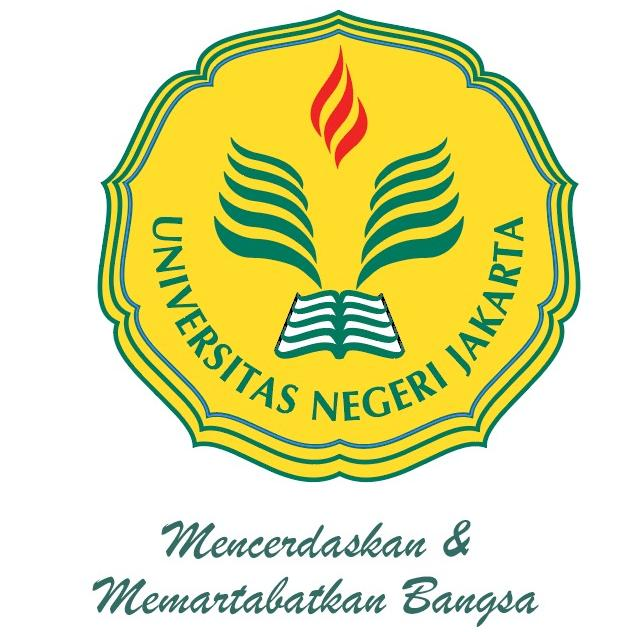 UNIVERSITAS NEGERI JAKARTA
Mencerdaskan &
Memartabatkan Bangsa